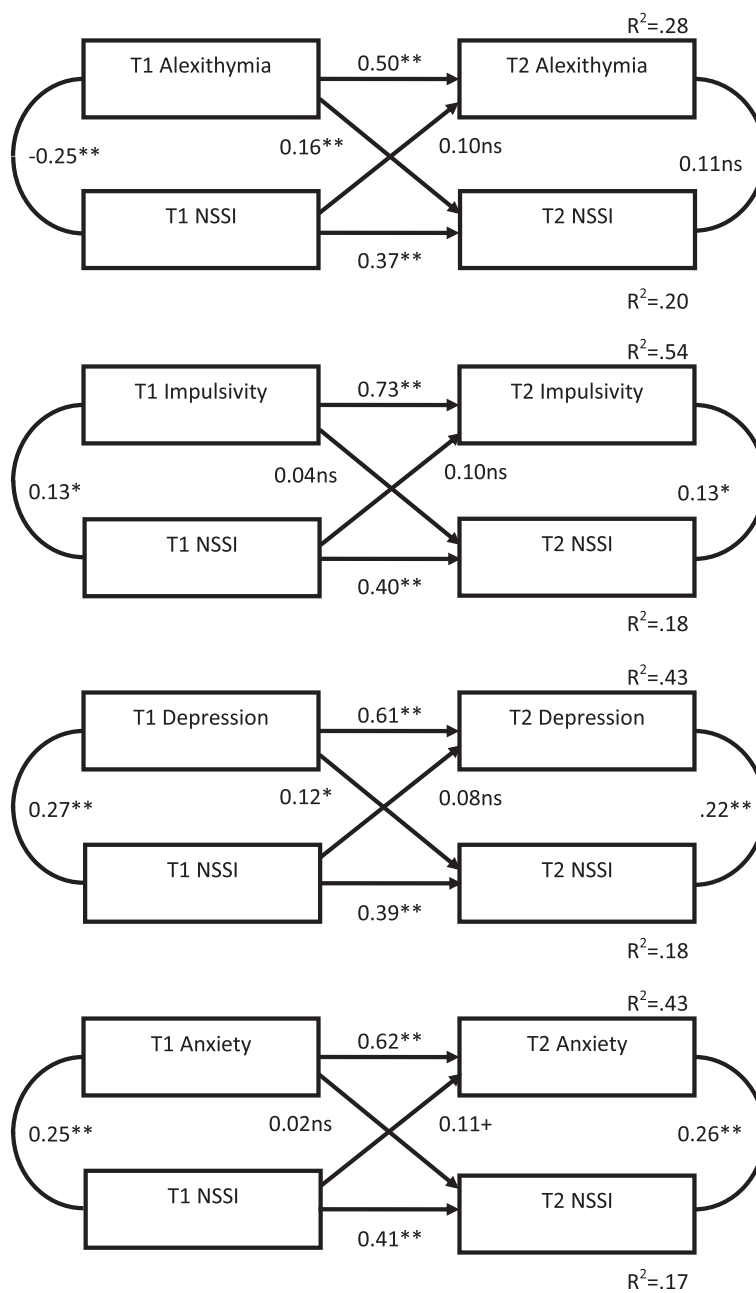 R²=.28
T1 Alexithymia
0.50**
T2 Alexithymia
-0.25**
0.16**
0.10ns
0.11ns
T1 NSSI
T2 NSSI
0.37**
R²=.20
R²=.54
T1 Impulsivity
0.73**
T2 Impulsivity
0.13*
0.04ns
0.10ns
0.13*
T1 NSSI
T2 NSSI
0.40**
R²=.18
R²=.43
T1 Depression
0.61**
T2 Depression
0.27**
0.12*
0.08ns
.22**
T1 NSSI
T2 NSSI
0.39**
R²=.18
R²=.43
T1 Anxiety
0.62**
T2 Anxiety
0.25**
0.02ns
0.11+
0.26**
T1 NSSI
T2 NSSI
0.41**
R²=.17